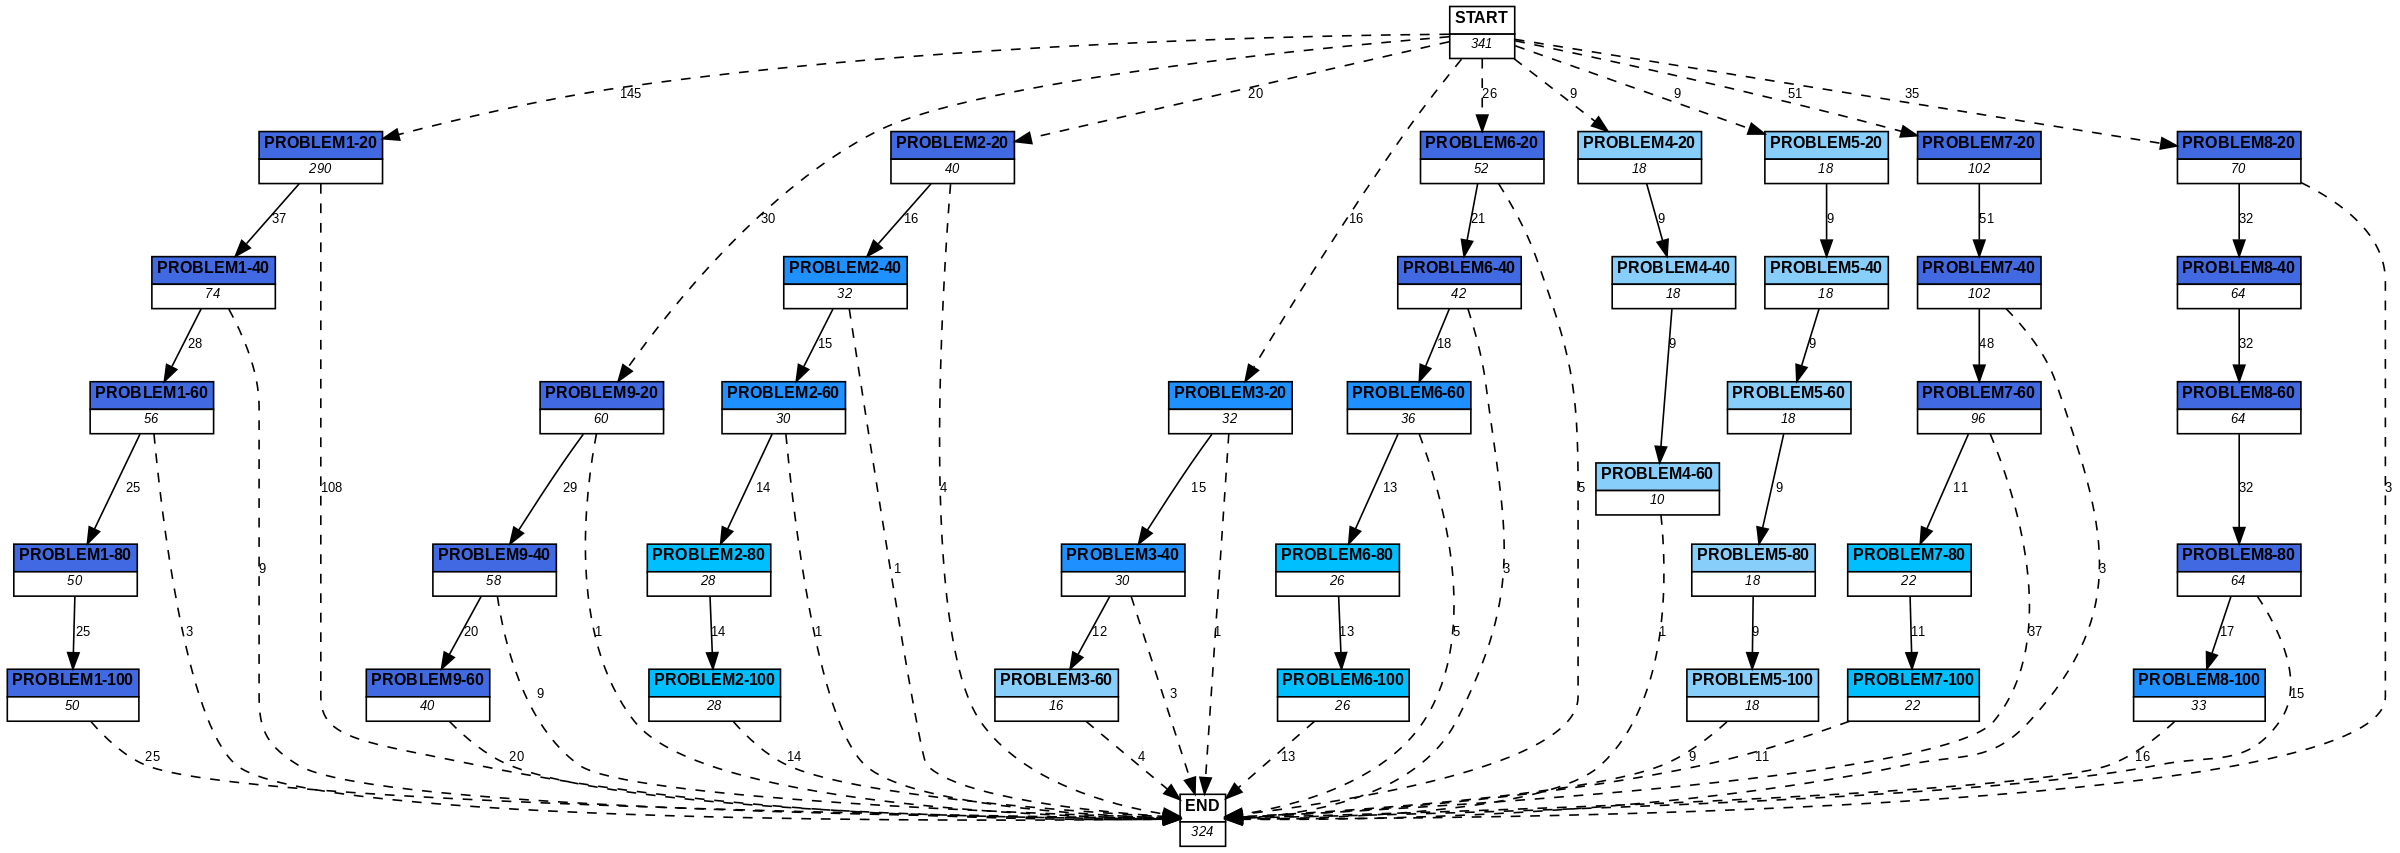 START
341
145
30
20
16
26
9
9
51
35
PROBLEM1-20
290
PROBLEM2-20
40
PROBLEM6-20
52
PROBLEM4-20
18
PROBLEM5-20
18
PROBLEM7-20
102
PROBLEM8-20
70
37
16
21
9
9
51
32
PROBLEM1-40
74
PROBLEM2-40
32
PROBLEM6-40
42
PROBLEM4-40
18
PROBLEM5-40
18
PROBLEM7-40
102
PROBLEM8-40
64
28
15
18
9
9
48
32
PROBLEM1-60
56
PROBLEM9-20
60
PROBLEM2-60
30
PROBLEM3-20
32
PROBLEM6-60
36
PROBLEM5-60
18
PROBLEM7-60
96
PROBLEM8-60
64
PROBLEM4-60
10
25
108
29
14
4
15
13
5
9
11
32
3
PROBLEM1-80
50
PROBLEM9-40
58
PROBLEM2-80
28
PROBLEM3-40
30
PROBLEM6-80
26
PROBLEM5-80
18
PROBLEM7-80
22
PROBLEM8-80
64
9
1
3
3
25
3
20
1
14
1
12
1
13
5
1
9
11
37
17
PROBLEM1-100
50
PROBLEM9-60
40
PROBLEM2-100
28
PROBLEM3-60
16
PROBLEM6-100
26
PROBLEM5-100
18
PROBLEM7-100
22
PROBLEM8-100
33
9
3
15
25
20
14
4
13
9
11
16
END
324